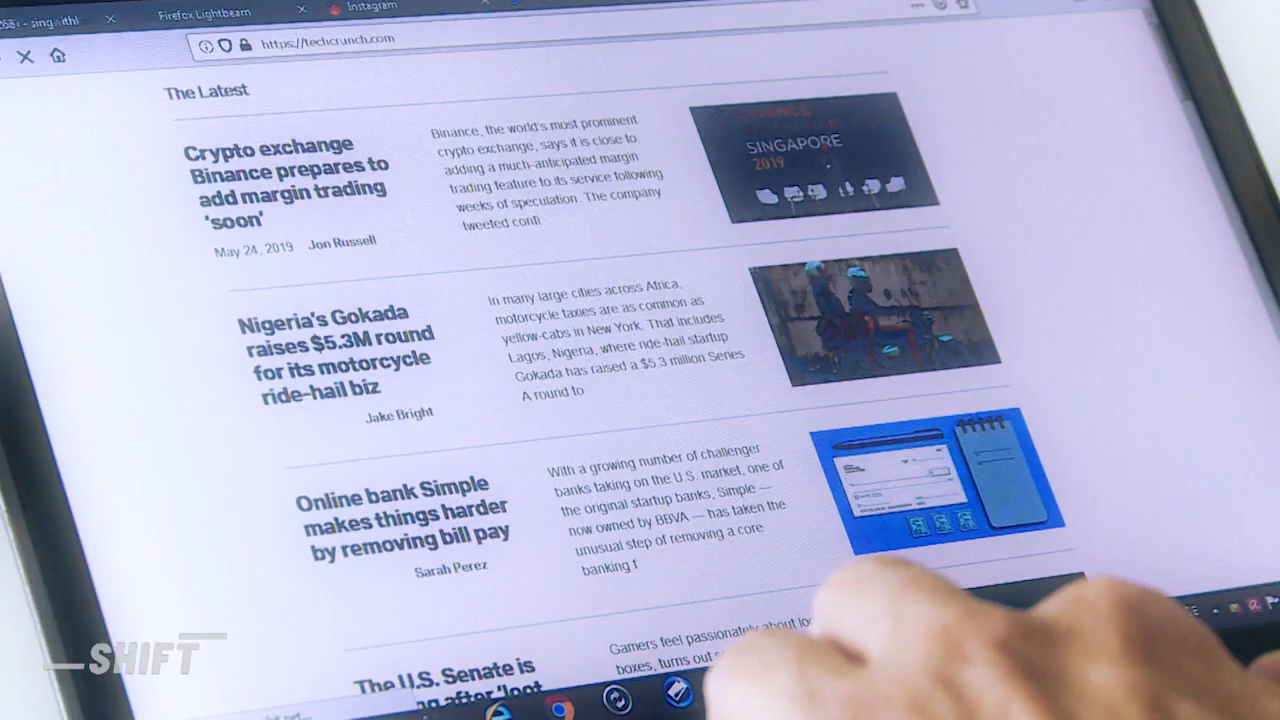 Firefox Lightbeam
Instagram
https://techcrunch.com
The Latest
Crypto exchange
Binance prepares to
add margin trading
'soon'
May 24, 2019 Jon Russell
Binance, the world's most prominent
crypto exchange, says it is close to
adding a much-anticipated margin
trading feature to its service following
weeks of speculation The company
tweeted confi
BINANCE
SINGAPORE
2019
Nigeria's Gokada
raises $5.3M round
for its motorcycle
ride-hail biz
Jake Bright
In many large cities across Africa,
motorcycle taxies are as common as
yellow-cabs in New York. That includes
Lagos, Nigeria, where ride-hail startup
Gokada has raised a $5.3 million Series
A round to
Online bank Simple
makes things harder
by removing bill pay
Sarah Perez
With a growing number of challenger
banks taking on the U.S. market, one of
the original startup banks, Simple —
now owned by BBVA — has taken the
unusual step of removing a core
banking f
The U.S. Senate is
after 'loot
Gamers feel passionately about
boxes, turns out
SHIFT